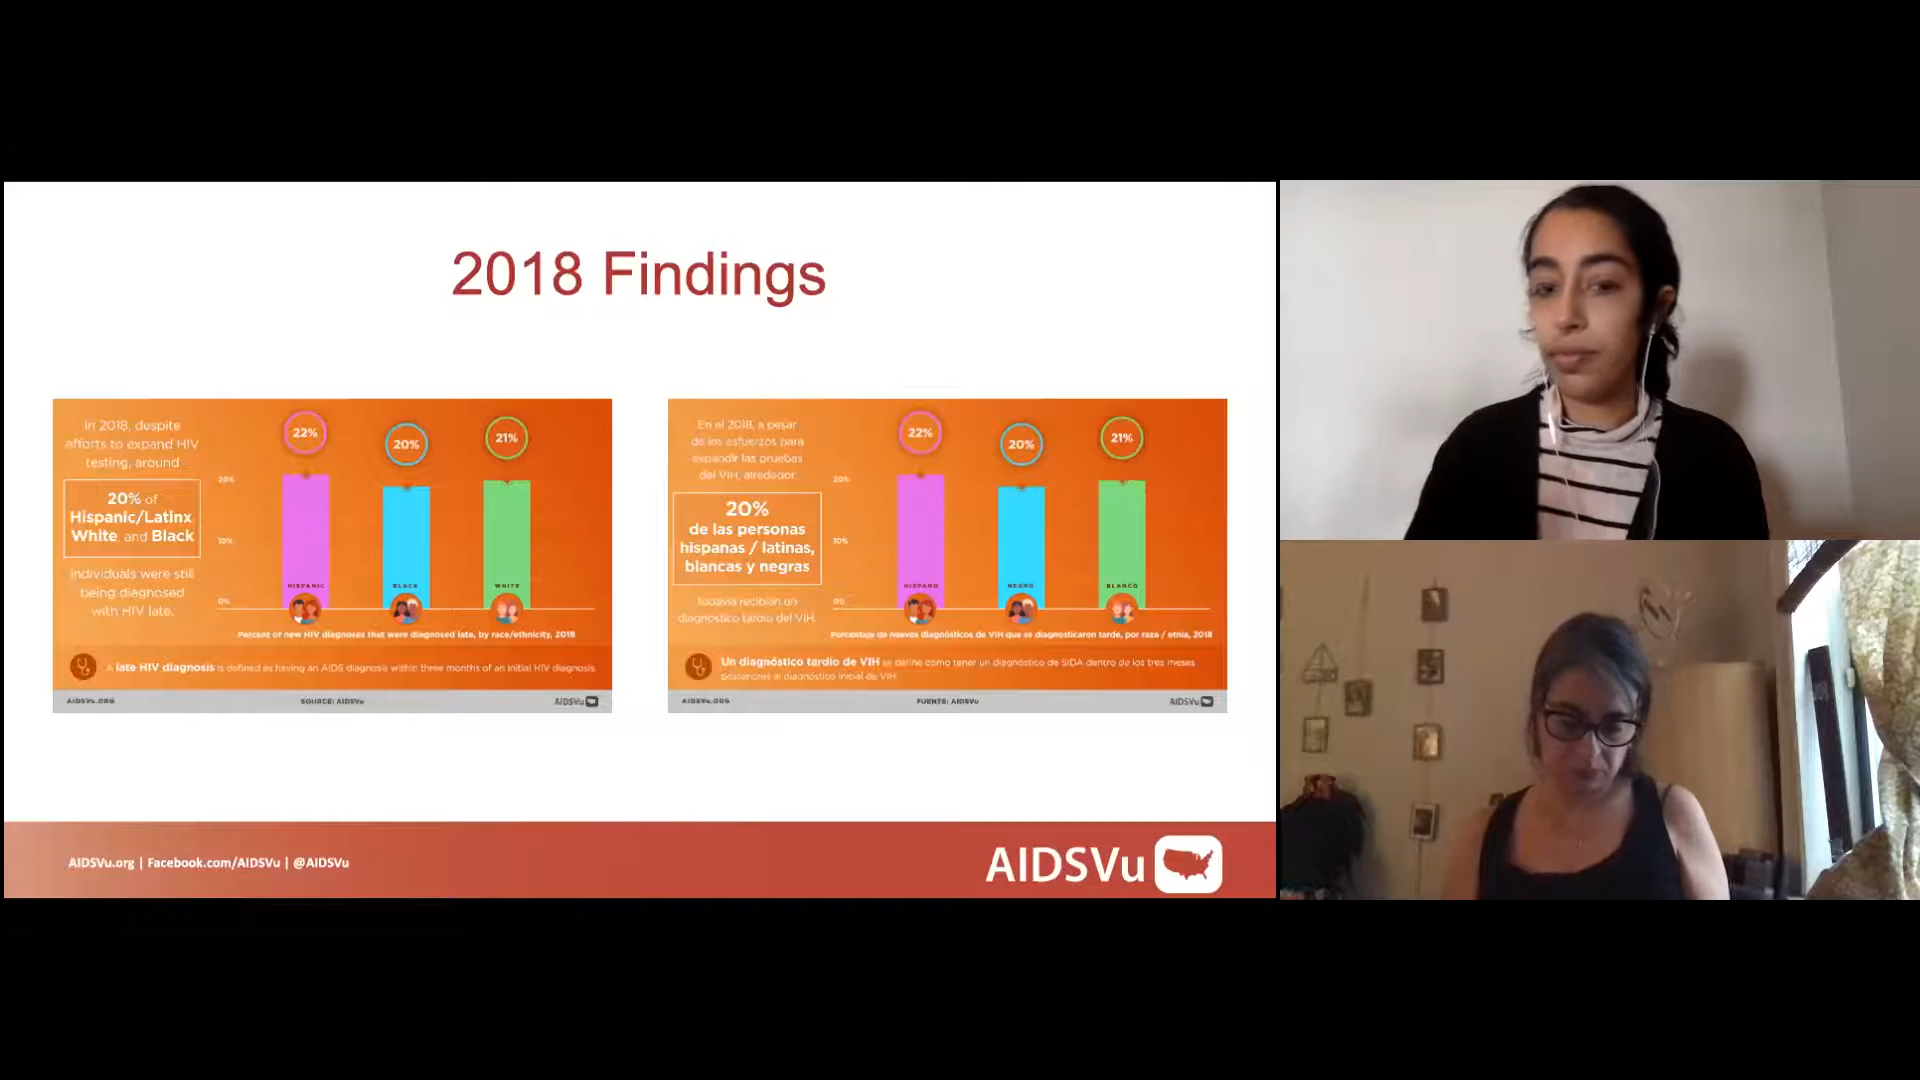 2018 Findings
In 2018, despite
efforts to expand HIV
testing, around
20% of
Hispanic/Latinx
White, and Black
individuals were still
being diagnosed
with HIV late.
22%
20%
21%
20%
10%
0%
HISPANIC
BLACK
WHITE
Percent of new HIV diagnoses that were diagnosed late, by race/ethnicity, 2018
A late HIV diagnosis is defined as having an AIDS diagnosis within three months of an initial HIV diagnosis.
AIDSVu.ORG
SOURCE: AIDSVu
AIDSVu
En el 2018, a pesar
de los esfuerzos para
expandir las pruebas
del VIH, alrededor
20%
de las personas
hispanas / latinas,
blancas y negras
todavía recibían un
diagnóstico tardío del VIH.
22%
20%
21%
20%
10%
0%
HISPANO
NEGRO
BLANCO
Porcentaje de nuevos diagnósticos de VIH que se diagnosticaron tarde, por raza / etnia, 2018
Un diagnóstico tardío de VIH se define como tener un diagnóstico de SIDA dentro de los tres meses
posteriores al diagnóstico inicial de VIH
AIDSVu.ORG
FUENTE: AIDSVu
AIDSVu
AIDSVu.org | Facebook.com/AIDSVu | @AIDSVu
AIDSVu